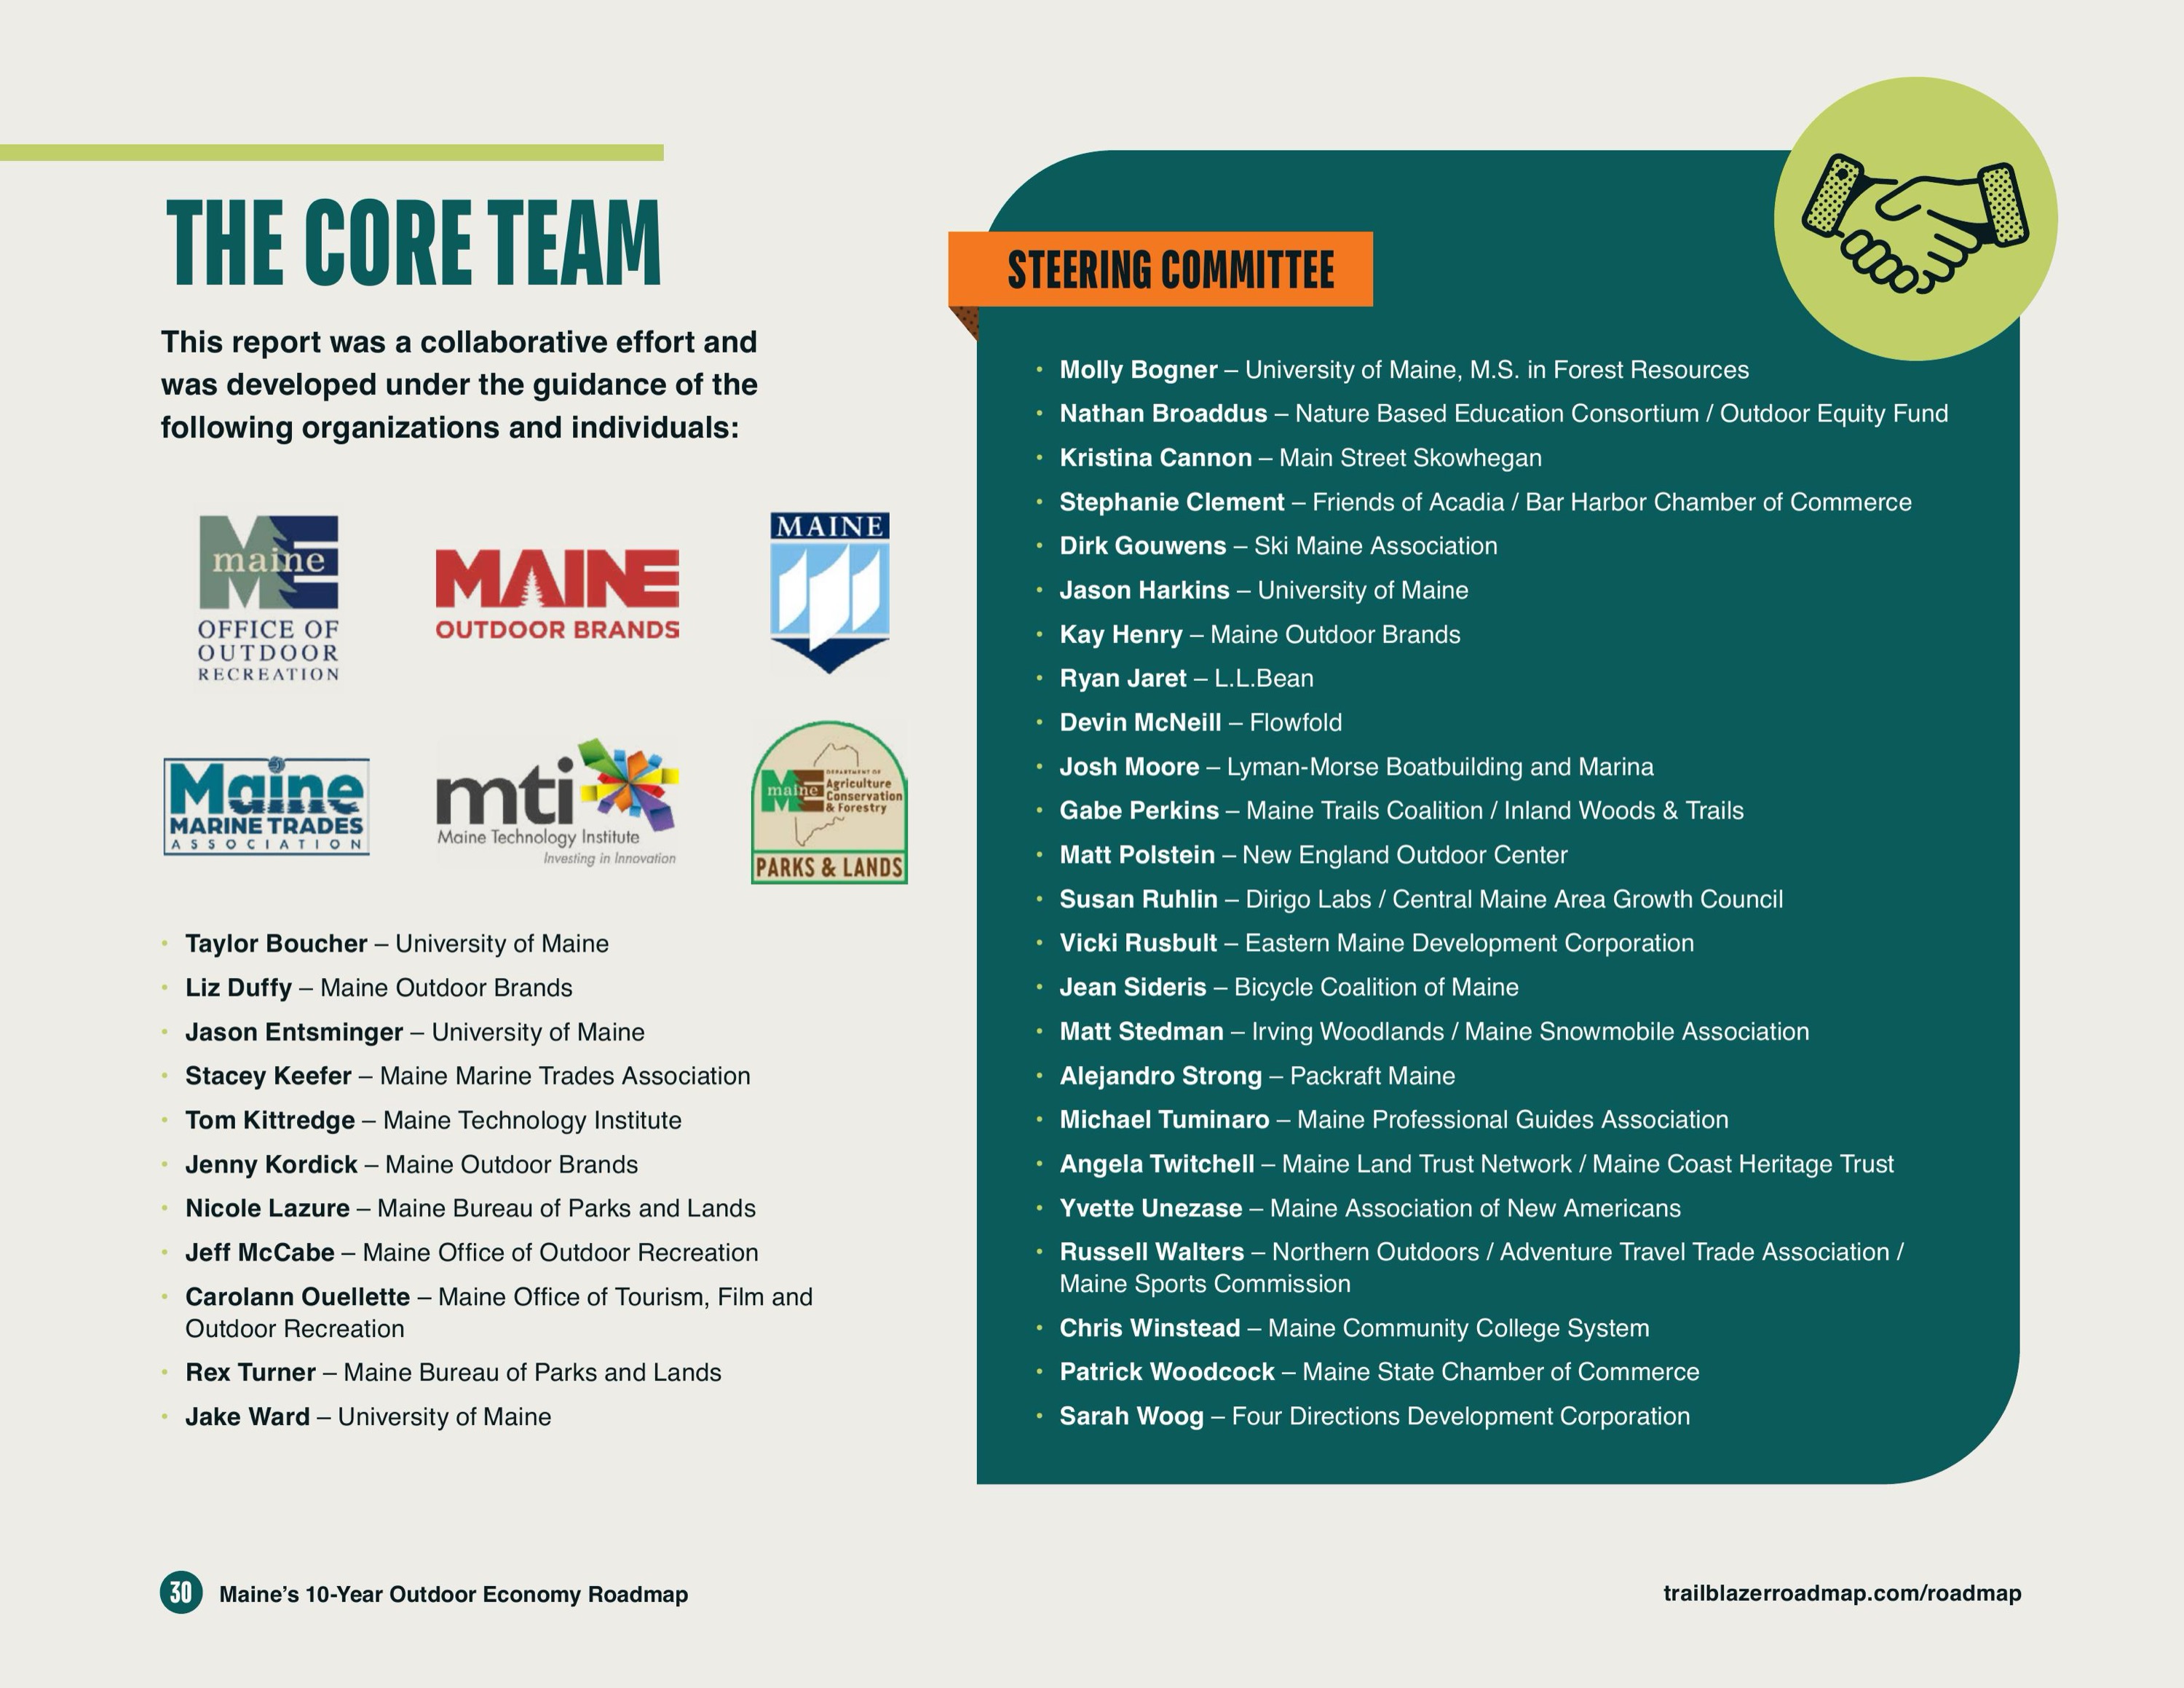 THE CORE TEAM
This report was a collaborative effort and
was developed under the guidance of the
following organizations and individuals:
maine
OFFICE OF
OUTDOOR
RECREATION
MAINE
OUTDOOR BRANDS
MAINE
Maine
MARINE TRADES
ASSOCIATION
mti
Maine Technology Institute
Investing in Innovation
DEPARTMENT OF
maine Agriculture
Conservation
& Forestry
PARKS & LANDS
• Taylor Boucher – University of Maine
• Liz Duffy – Maine Outdoor Brands
• Jason Entsminger – University of Maine
• Stacey Keefer – Maine Marine Trades Association
• Tom Kittredge – Maine Technology Institute
• Jenny Kordick – Maine Outdoor Brands
• Nicole Lazure – Maine Bureau of Parks and Lands
• Jeff McCabe – Maine Office of Outdoor Recreation
• Carolann Ouellette – Maine Office of Tourism, Film and
Outdoor Recreation
• Rex Turner – Maine Bureau of Parks and Lands
• Jake Ward – University of Maine
STEERING COMMITTEE
• Molly Bogner – University of Maine, M.S. in Forest Resources
• Nathan Broaddus – Nature Based Education Consortium / Outdoor Equity Fund
• Kristina Cannon – Main Street Skowhegan
• Stephanie Clement – Friends of Acadia / Bar Harbor Chamber of Commerce
• Dirk Gouwens – Ski Maine Association
• Jason Harkins – University of Maine
• Kay Henry – Maine Outdoor Brands
• Ryan Jaret – L.L.Bean
• Devin McNeill – Flowfold
• Josh Moore – Lyman-Morse Boatbuilding and Marina
• Gabe Perkins – Maine Trails Coalition / Inland Woods & Trails
• Matt Polstein – New England Outdoor Center
• Susan Ruhlin – Dirigo Labs / Central Maine Area Growth Council
• Vicki Rusbult – Eastern Maine Development Corporation
• Jean Sideris – Bicycle Coalition of Maine
• Matt Stedman – Irving Woodlands / Maine Snowmobile Association
• Alejandro Strong – Packraft Maine
• Michael Tuminaro – Maine Professional Guides Association
• Angela Twitchell – Maine Land Trust Network / Maine Coast Heritage Trust
• Yvette Unezase – Maine Association of New Americans
• Russell Walters – Northern Outdoors / Adventure Travel Trade Association /
Maine Sports Commission
• Chris Winstead – Maine Community College System
• Patrick Woodcock – Maine State Chamber of Commerce
• Sarah Woog – Four Directions Development Corporation
30 Maine’s 10-Year Outdoor Economy Roadmap
trailblazerroadmap.com/roadmap